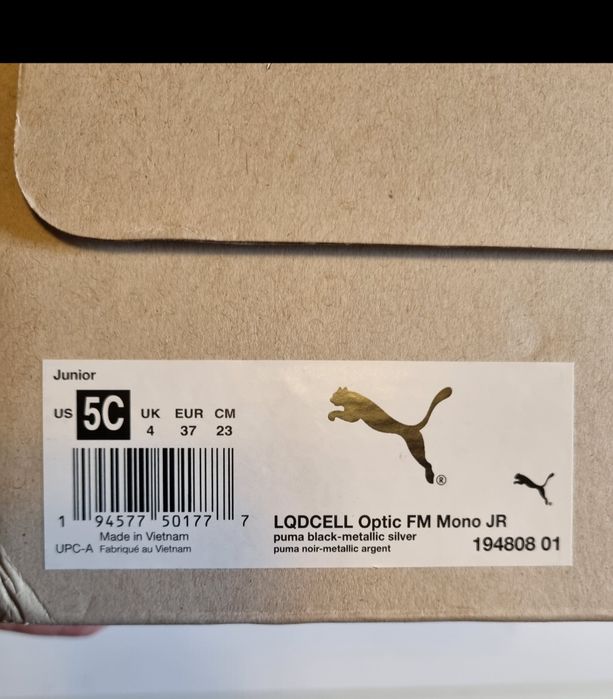 Junior
US 5C UK EUR CM
4 37 23
1 94577 50177 7
Made in Vietnam
UPC-A Fabriqué au Vietnam
®
LQDCELL Optic FM Mono JR
puma black-metallic silver
puma noir-metallic argent
194808 01